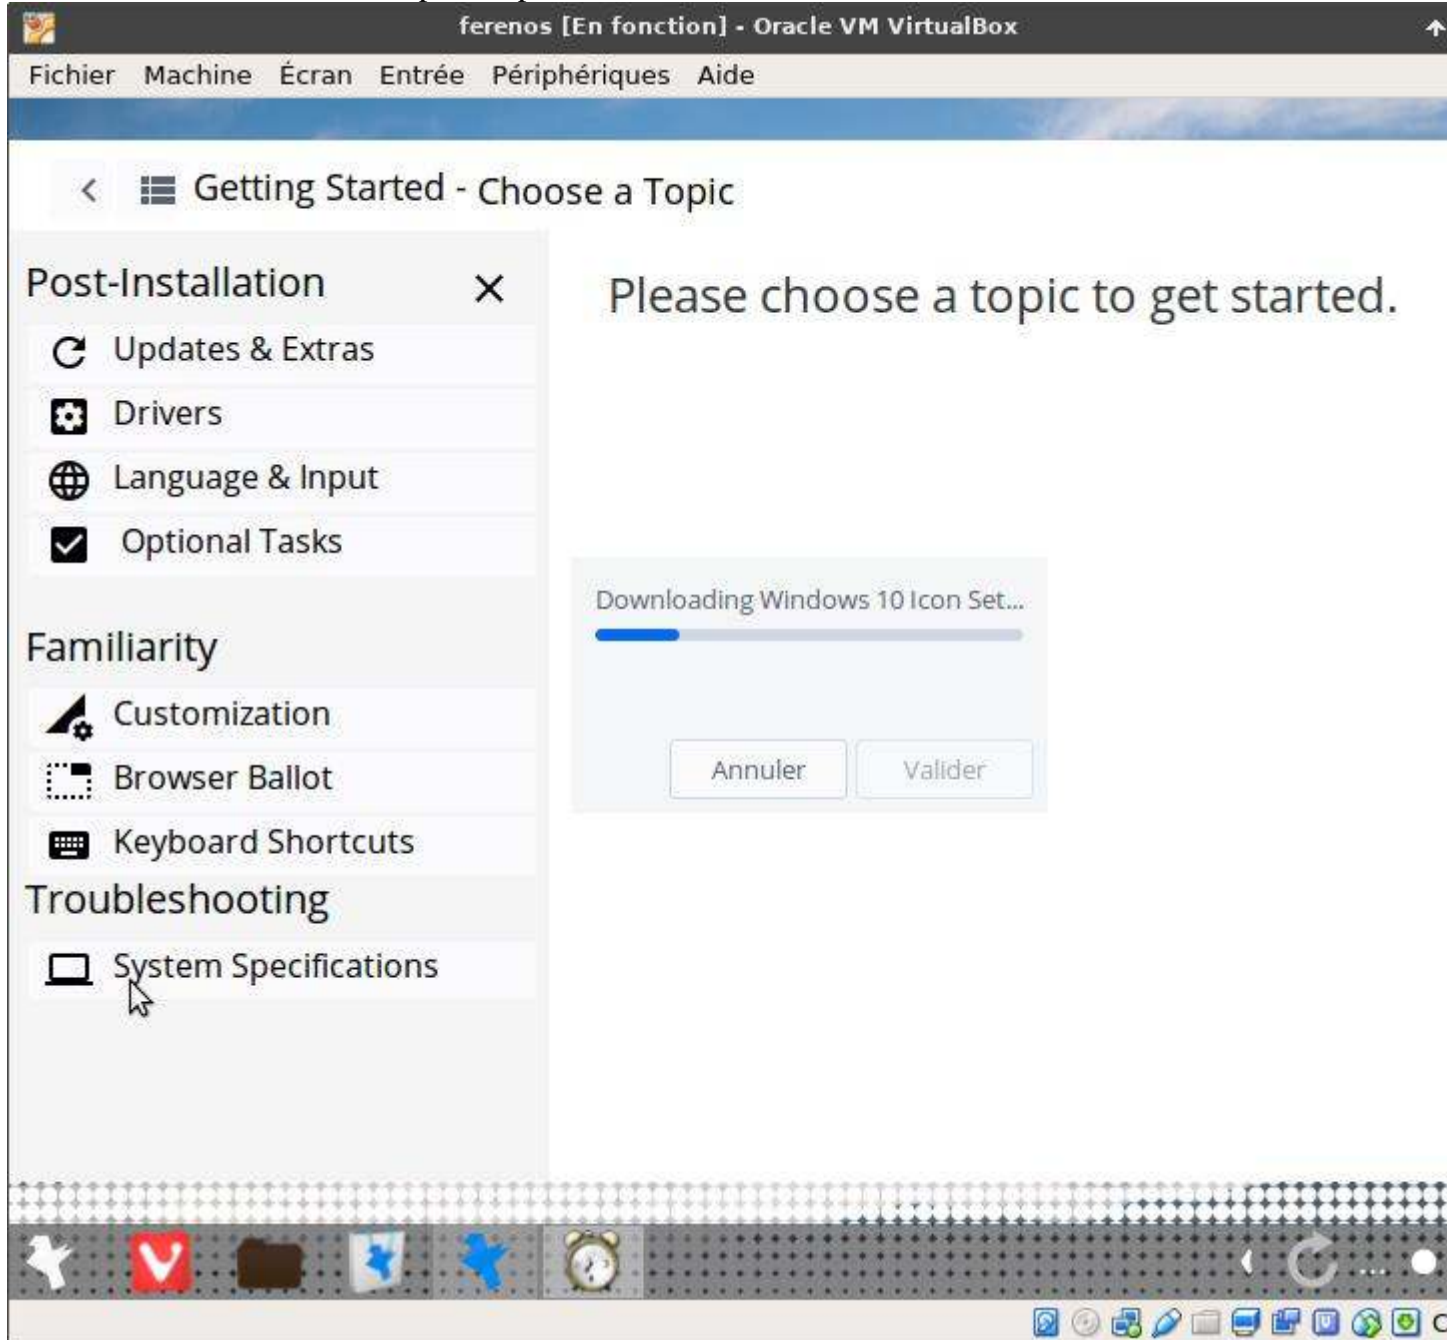 ferenos [En fonction] - Oracle VM VirtualBox
Fichier Machine Écran Entrée Périphériques Aide
Getting Started - Choose a Topic
Post-Installation
Updates & Extras
Drivers
Language & Input
Optional Tasks
Familiarity
Customization
Browser Ballot
Keyboard Shortcuts
Troubleshooting
System Specifications
Please choose a topic to get started.
Downloading Windows 10 Icon Set...
Annuler Valider